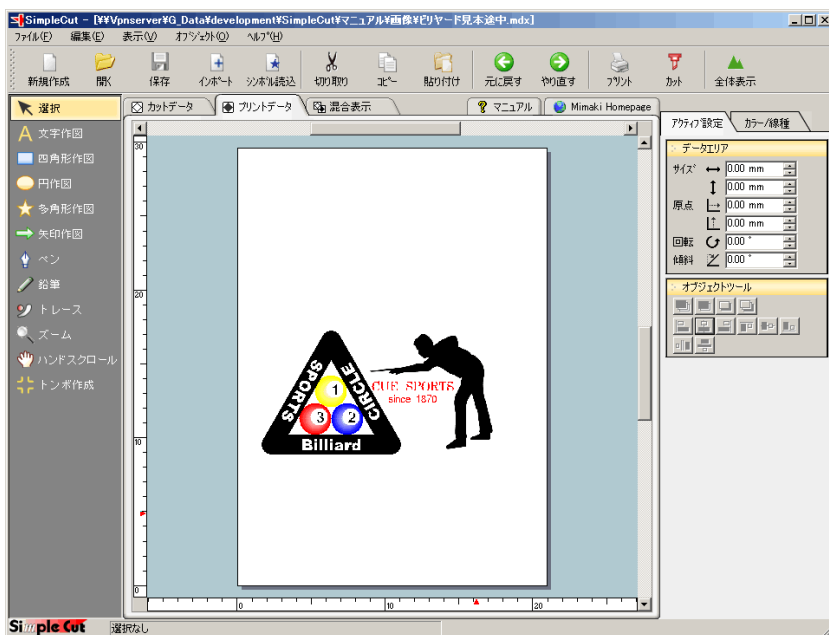 SimpleCut - [¥¥Vpnserver¥G_Data¥development¥SimpleCut¥マニュアル¥画像¥ビリヤード見本途中.mdx]
ファイル(F) 編集(E) 表示(V) オブジェクト(O) ヘルプ(H)
新規作成 開く 保存 インポート シンボル読込 切り取り コピー 貼り付け 元に戻す やり直す プリント カット 全体表示
選択
文字作図
四角形作図
円作図
多角形作図
矢印作図
ペン
鉛筆
トレース
ズーム
ハンドスクロール
トンボ作成
カットデータ プリントデータ 混合表示 マニュアル Mimaki Homepage
30
20
10
0
SPORTS
CIRCLE
1
3 2
Billiard
CUE SPORTS
since 1870
0 10 20
アクティブ設定 カラー/線種
データエリア
サイズ 0.00 mm
0.00 mm
原点 0.00 mm
0.00 mm
回転 0.00 °
傾斜 0.00 °
オブジェクトツール
Simple Cut 選択なし